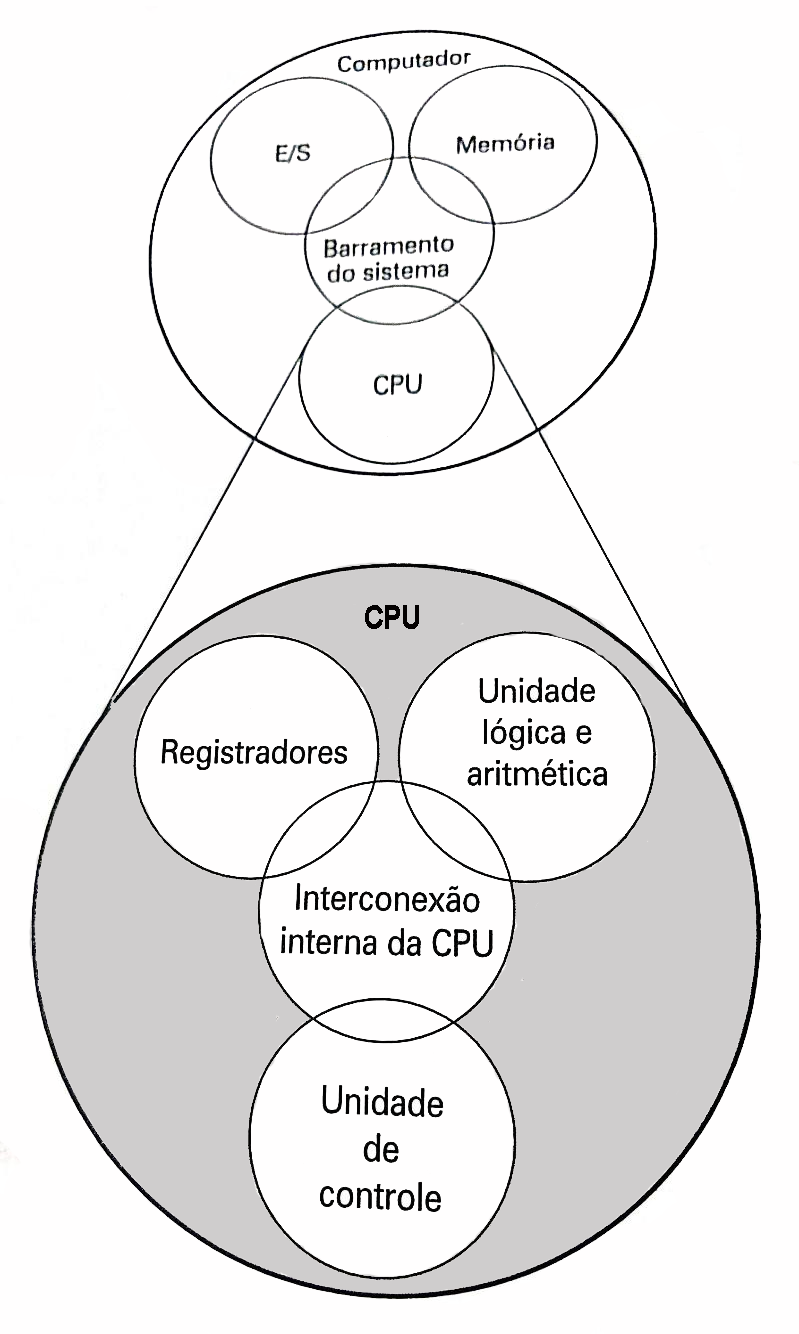 Computador
E/S
Memória
Barramento
do sistema
CPU
CPU
Registradores
Unidade
lógica e
aritmética
Interconexão
interna da CPU
Unidade
de
controle